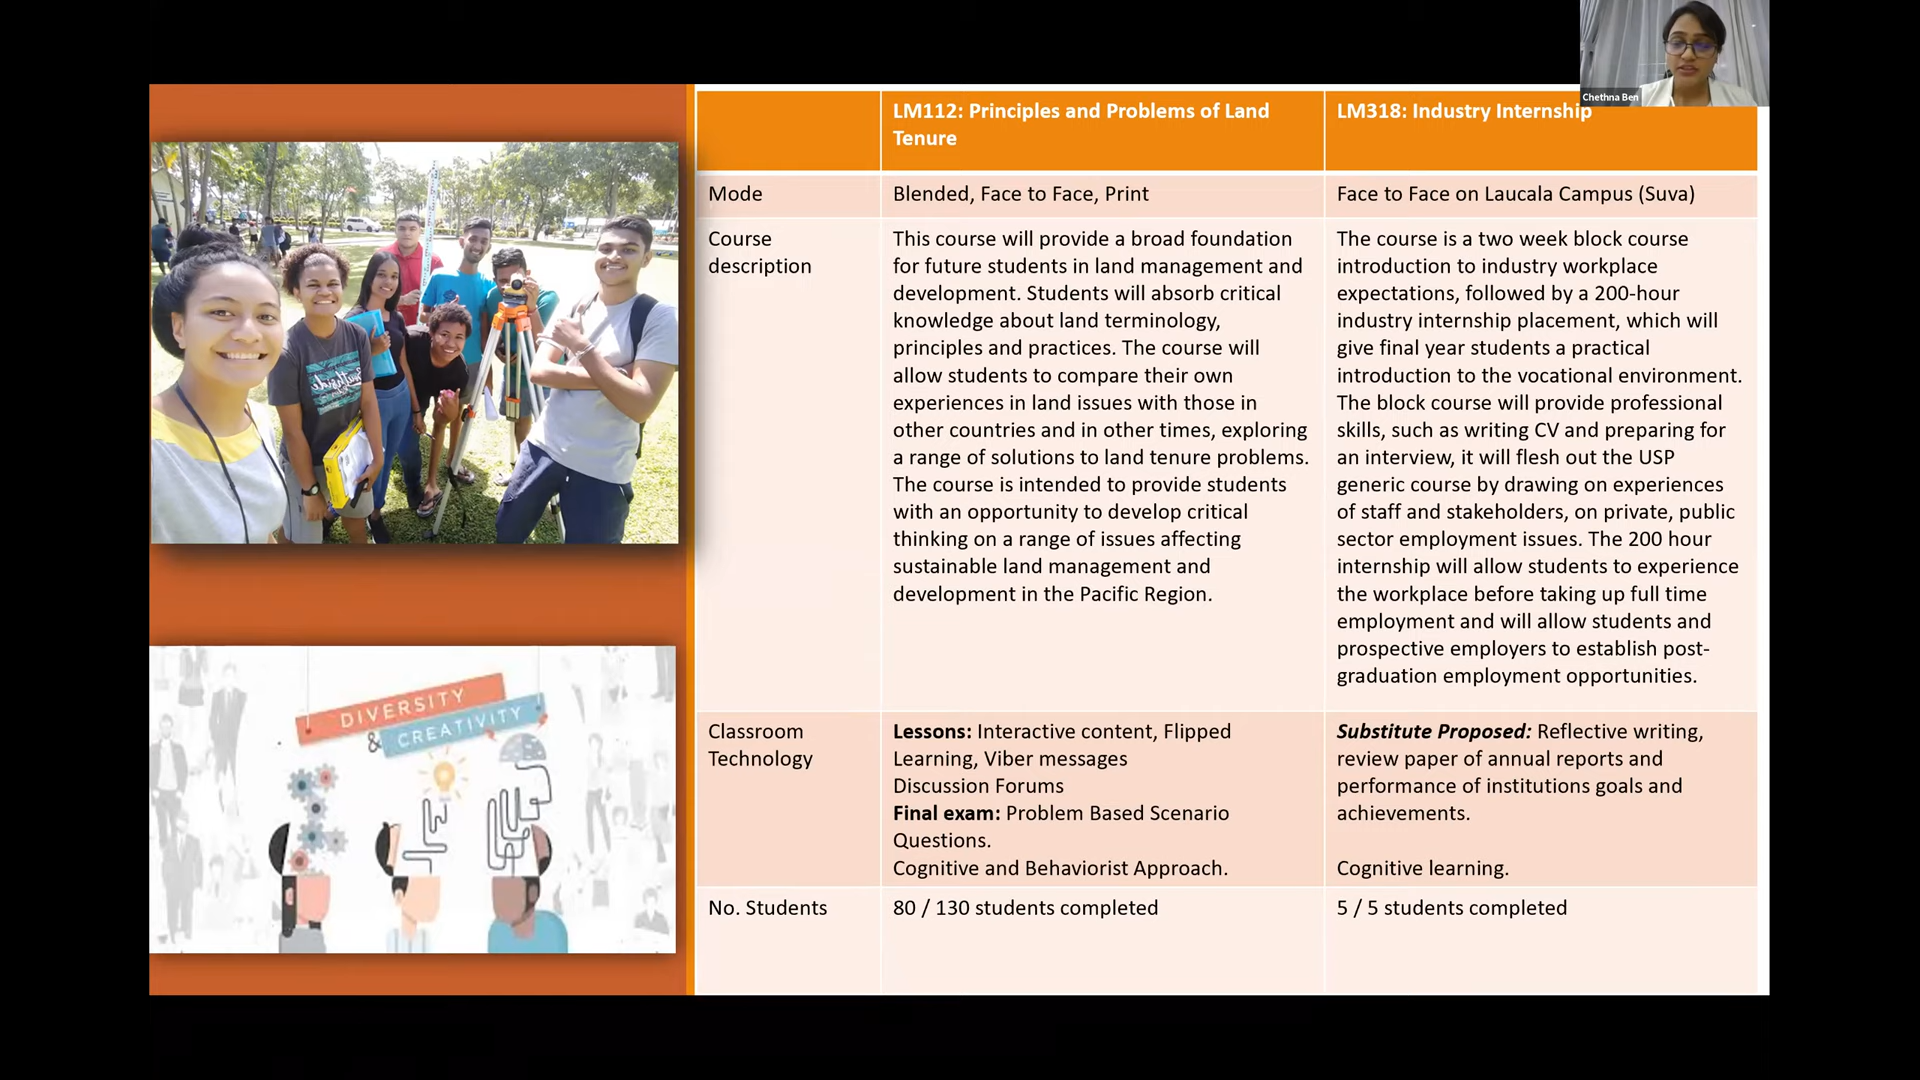 Chethna Ben
LM112: Principles and Problems of Land
Tenure
LM318: Industry Internship
Mode
Blended, Face to Face, Print
Face to Face on Laucala Campus (Suva)
Course
description
This course will provide a broad foundation
for future students in land management and
development. Students will absorb critical
knowledge about land terminology,
principles and practices. The course will
allow students to compare their own
experiences in land issues with those in
other countries and in other times, exploring
a range of solutions to land tenure problems.
The course is intended to provide students
with an opportunity to develop critical
thinking on a range of issues affecting
sustainable land management and
development in the Pacific Region.
The course is a two week block course
introduction to industry workplace
expectations, followed by a 200-hour
industry internship placement, which will
give final year students a practical
introduction to the vocational environment.
The block course will provide professional
skills, such as writing CV and preparing for
an interview, it will flesh out the USP
generic course by drawing on experiences
of staff and stakeholders, on private, public
sector employment issues. The 200 hour
internship will allow students to experience
the workplace before taking up full time
employment and will allow students and
prospective employers to establish post-
graduation employment opportunities.
Classroom
Technology
Lessons: Interactive content, Flipped
Learning, Viber messages
Discussion Forums
Final exam: Problem Based Scenario
Questions.
Cognitive and Behaviorist Approach.
Substitute Proposed: Reflective writing,
review paper of annual reports and
performance of institutions goals and
achievements.
Cognitive learning.
No. Students
80 / 130 students completed
5 / 5 students completed
DIVERSITY
& CREATIVITY